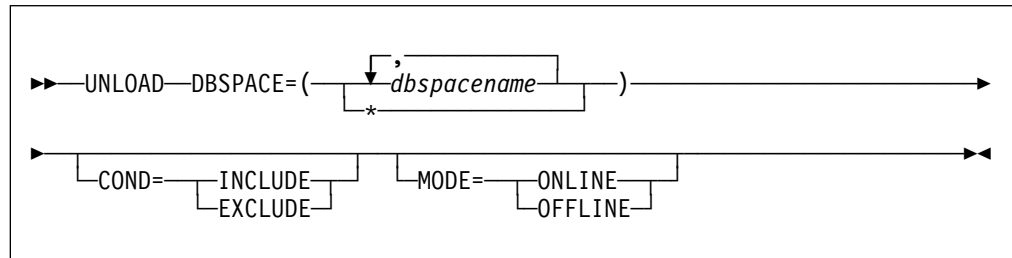 ,
UNLOAD DBSPACE=( dbspacename )
*
COND= INCLUDE MODE= ONLINE
EXCLUDE OFFLINE